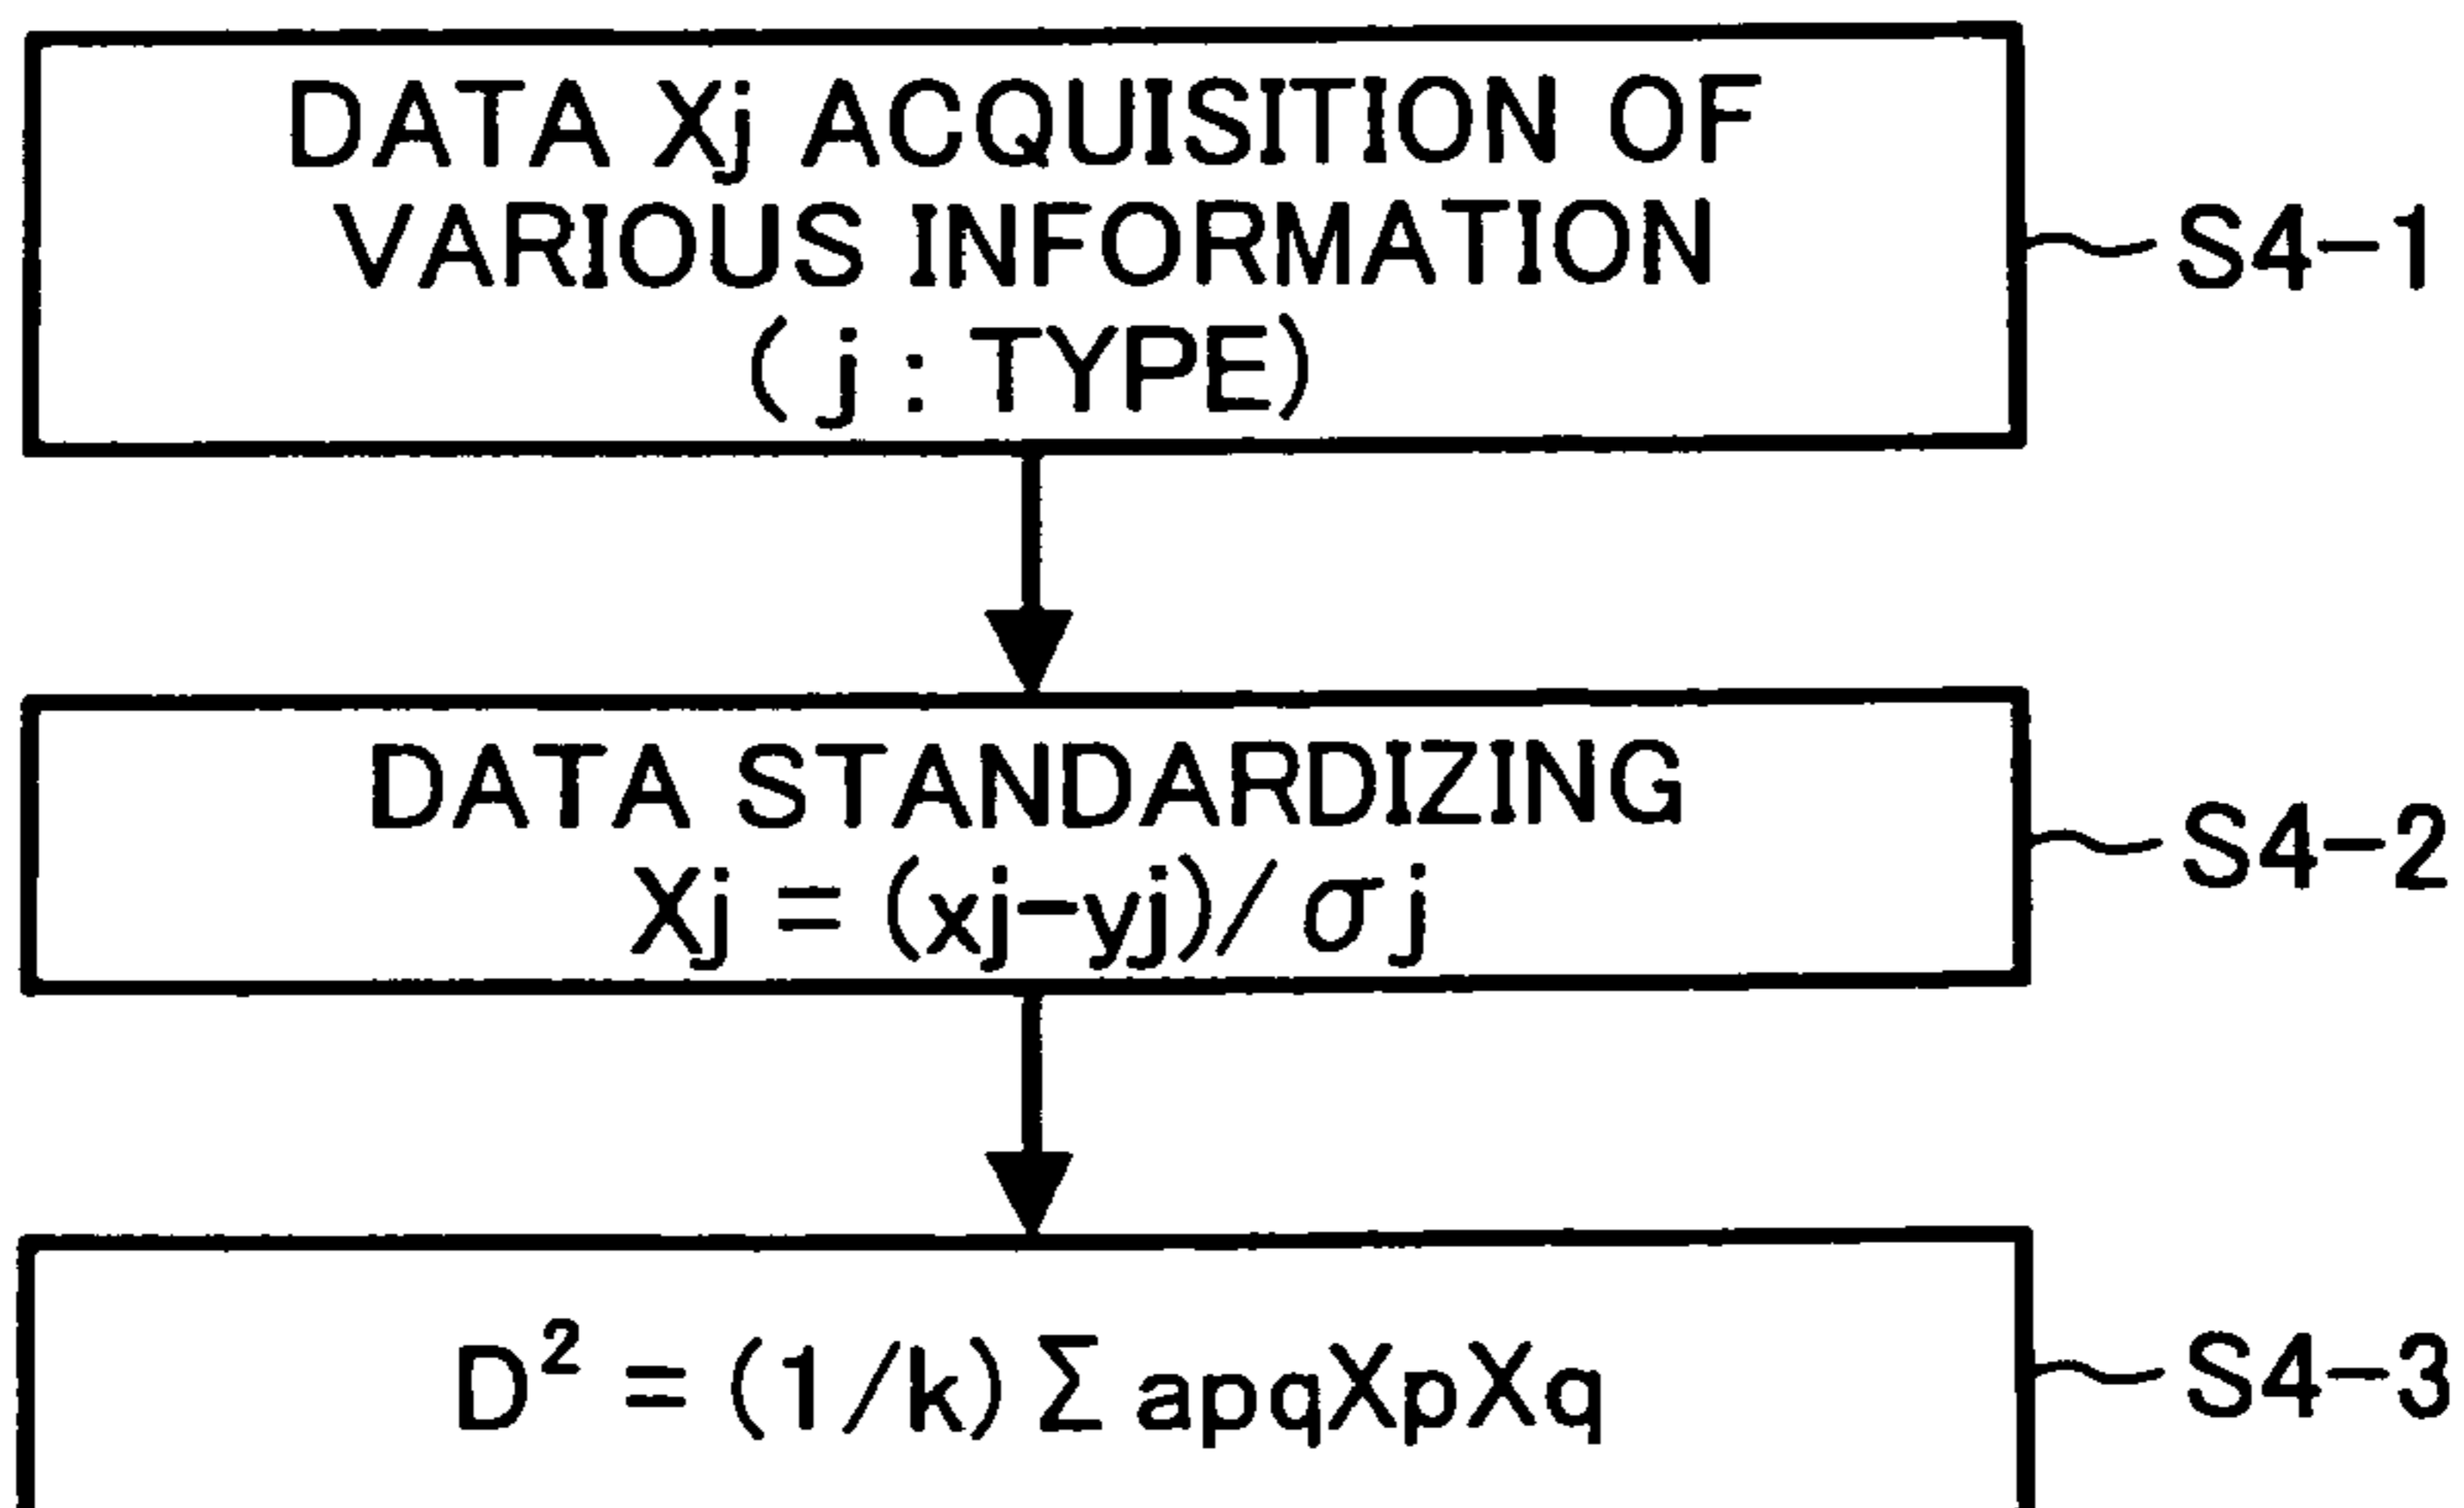 DATA Xj ACQUISITION OF
VARIOUS INFORMATION
( j : TYPE)
S4-1
DATA STANDARDIZING
Xj = (xj-yj)/ σ j
S4-2
D² = (1/k) Σ apqXpXq
S4-3